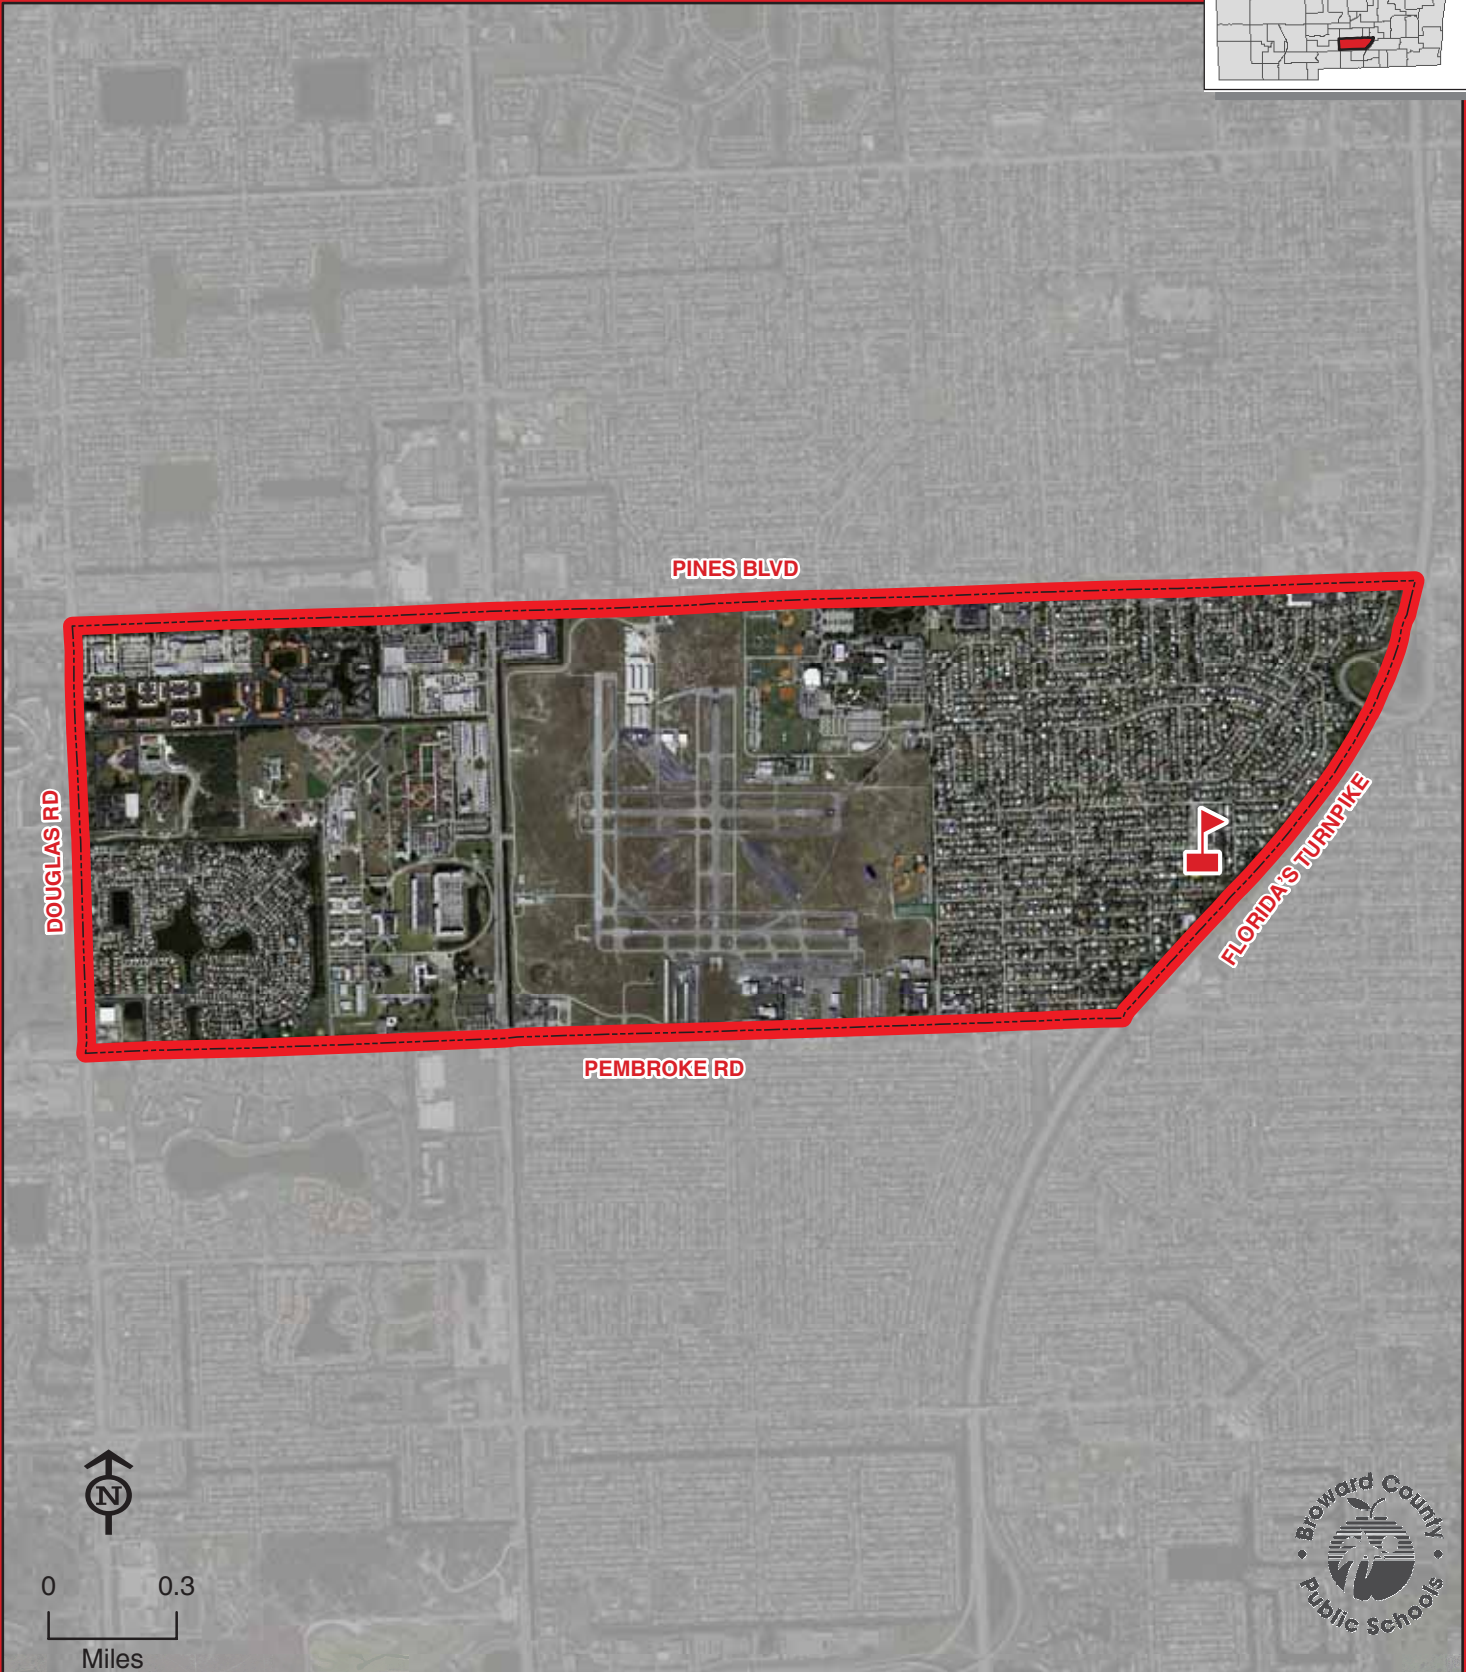 PINES BLVD
DOUGLAS RD
FLORIDA'S TURNPIKE
PEMBROKE RD
N
0 0.3
Miles
Broward County
Public Schools